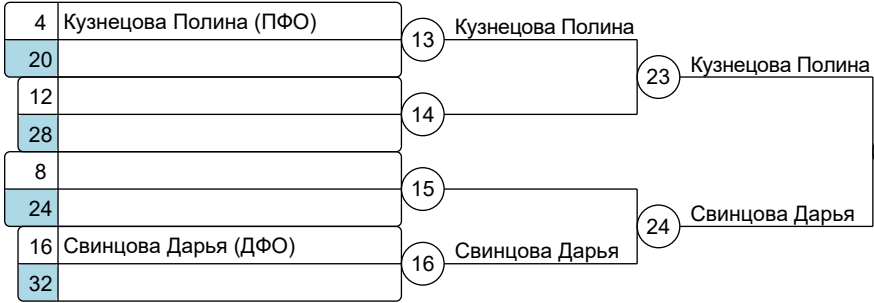 4 Кузнецова Полина (ПФО)
20
12
28
8
24
16 Свинцова Дарья (ДФО)
32
13 Кузнецова Полина
14
15
16 Свинцова Дарья
23 Кузнецова Полина
24 Свинцова Дарья